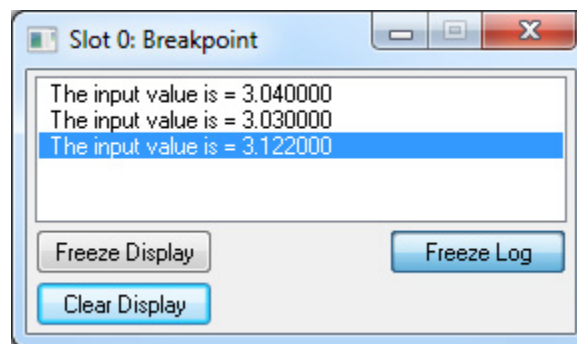 Slot 0: Breakpoint
The input value is = 3.040000
The input value is = 3.030000
The input value is = 3.122000
Freeze Display
Freeze Log
Clear Display